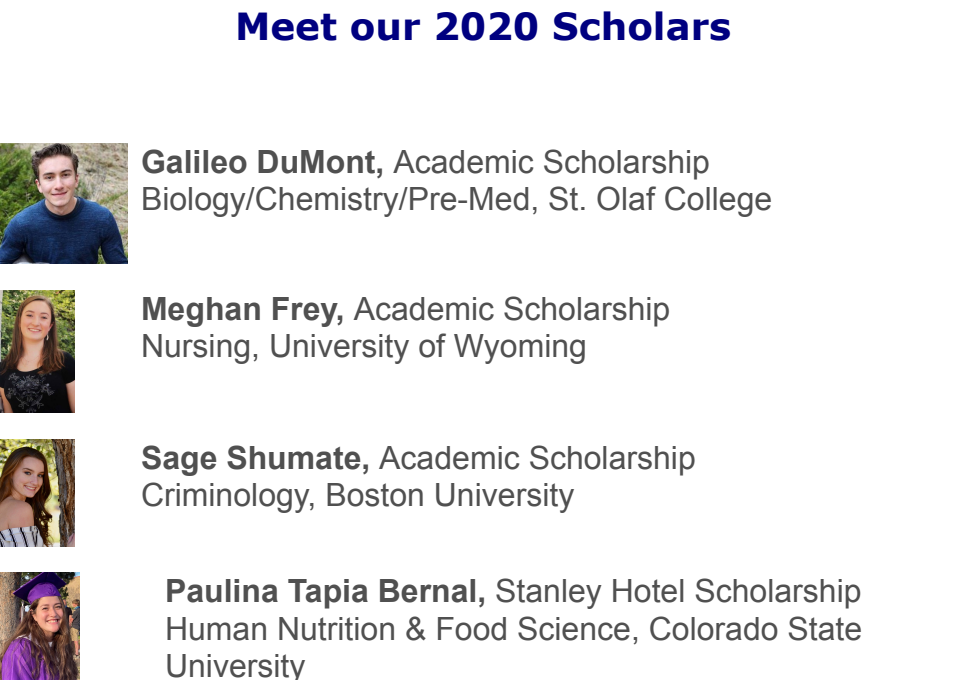 Meet our 2020 Scholars
Galileo DuMont, Academic Scholarship
Biology/Chemistry/Pre-Med, St. Olaf College
Meghan Frey, Academic Scholarship
Nursing, University of Wyoming
Sage Shumate, Academic Scholarship
Criminology, Boston University
Paulina Tapia Bernal, Stanley Hotel Scholarship
Human Nutrition & Food Science, Colorado State
University